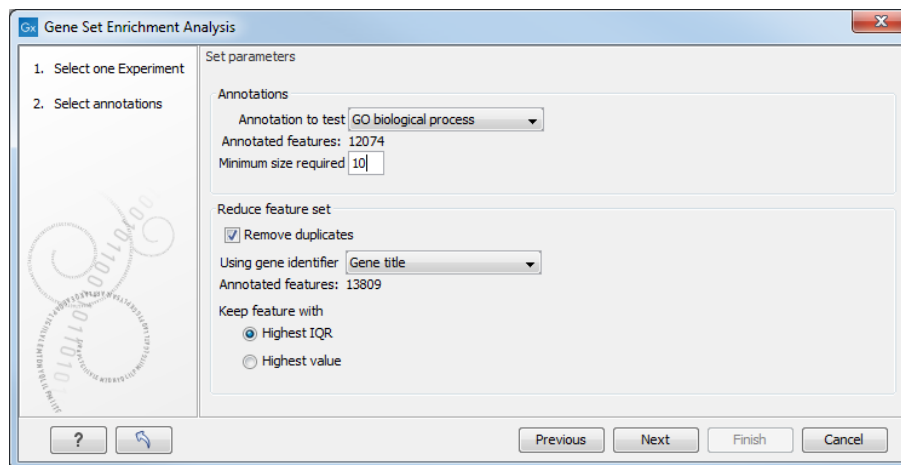 Gx Gene Set Enrichment Analysis
1. Select one Experiment
2. Select annotations
Set parameters
Annotations
Annotation to test GO biological process
Annotated features: 12074
Minimum size required 10
Reduce feature set
Remove duplicates
Using gene identifier Gene title
Annotated features: 13809
Keep feature with
Highest IQR
Highest value
? Previous Next Finish Cancel